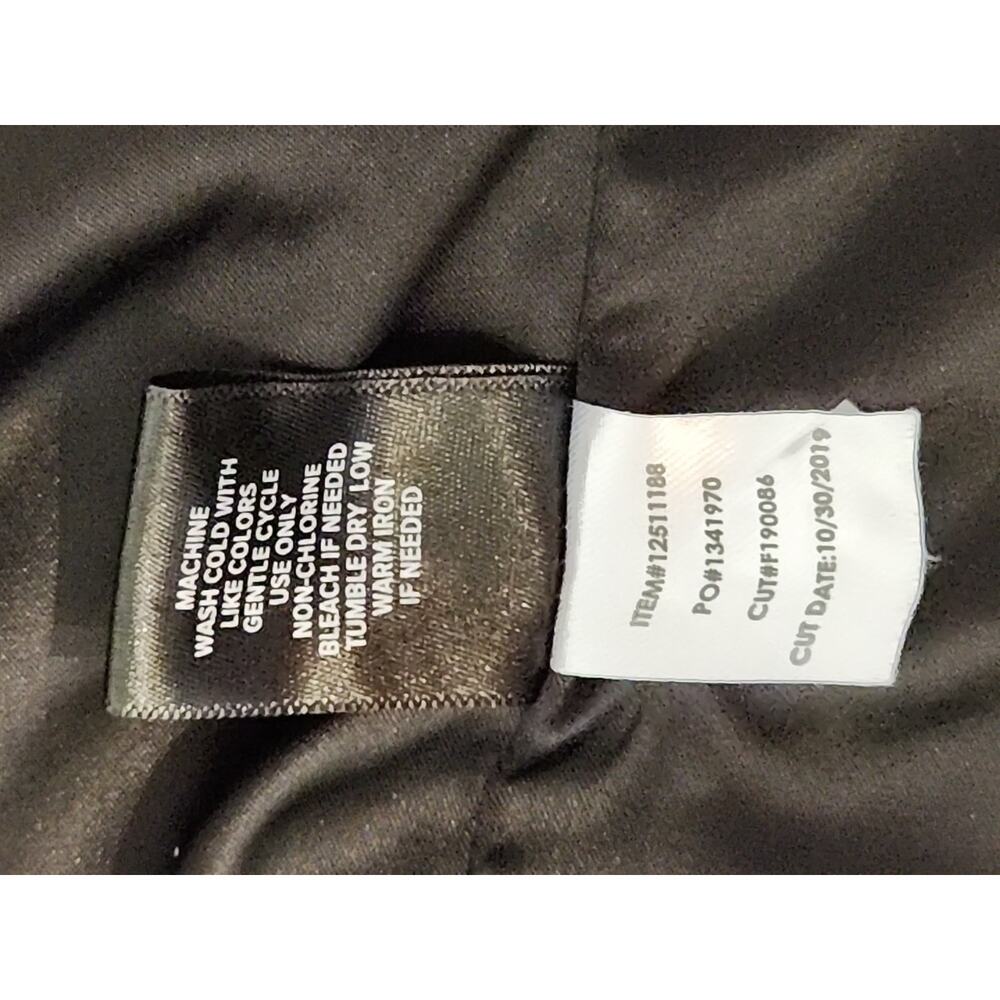 MACHINE
WASH COLD WITH
LIKE COLORS
GENTLE CYCLE
USE ONLY
NON-CHLORINE
BLEACH IF NEEDED
TUMBLE DRY, LOW
WARM IRON
IF NEEDED
ITEM#12511188
PO#1341970
CUT#F190086
CUT DATE:10/30/2019